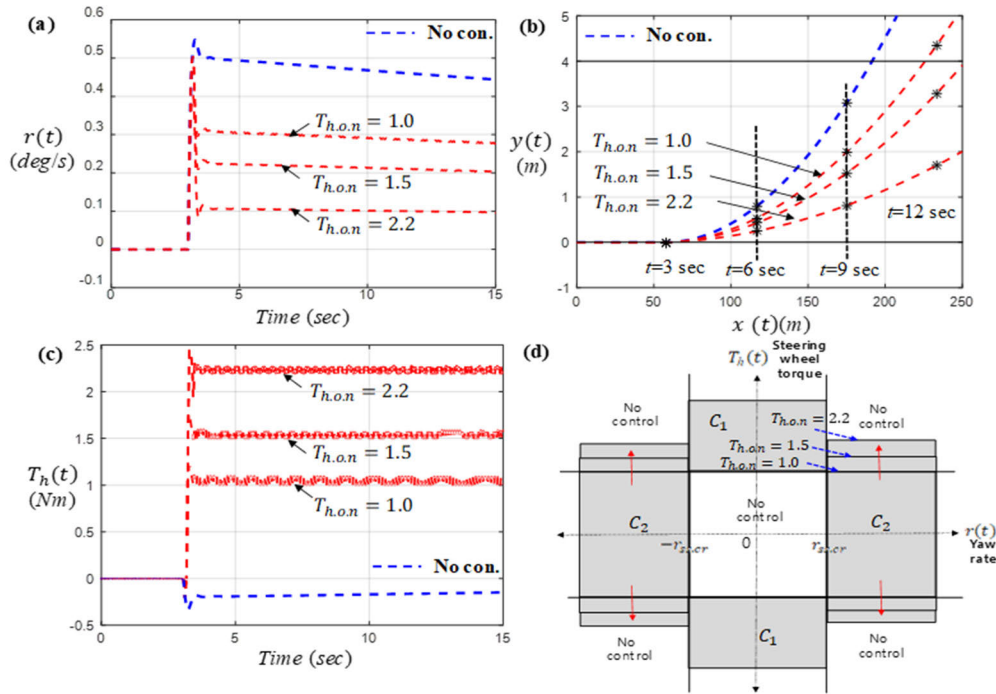 (a)
0.6
0.5
0.4
0.3
0.2
0.1
0
0.1
r(t)
(deg/s)
No con.
T_{h.o.n} = 1.0
T_{h.o.n} = 1.5
T_{h.o.n} = 2.2
0
5
10
15
Time (sec)
(b)
5
4
3
2
1
0
-1
y(t)
(m)
No con.
T_{h.o.n} = 1.0
T_{h.o.n} = 1.5
T_{h.o.n} = 2.2
t=3 sec
t=6 sec
t=9 sec
t=12 sec
0
50
100
150
200
250
x (t)(m)
(c)
2.5
2
1.5
1
0.5
0
-0.5
T_h(t)
(Nm)
T_{h.o.n} = 2.2
T_{h.o.n} = 1.5
T_{h.o.n} = 1.0
No con.
0
5
10
15
Time (sec)
(d)
T_h(t)
Steering
wheel
torque
No
control
C_1
T_{h.o.n} = 2.2
No
control
T_{h.o.n} = 1.5
T_{h.o.n} = 1.0
C_2
No
control
C_2
0
r(t)
Yaw
rate
No
control
C_1
No
control